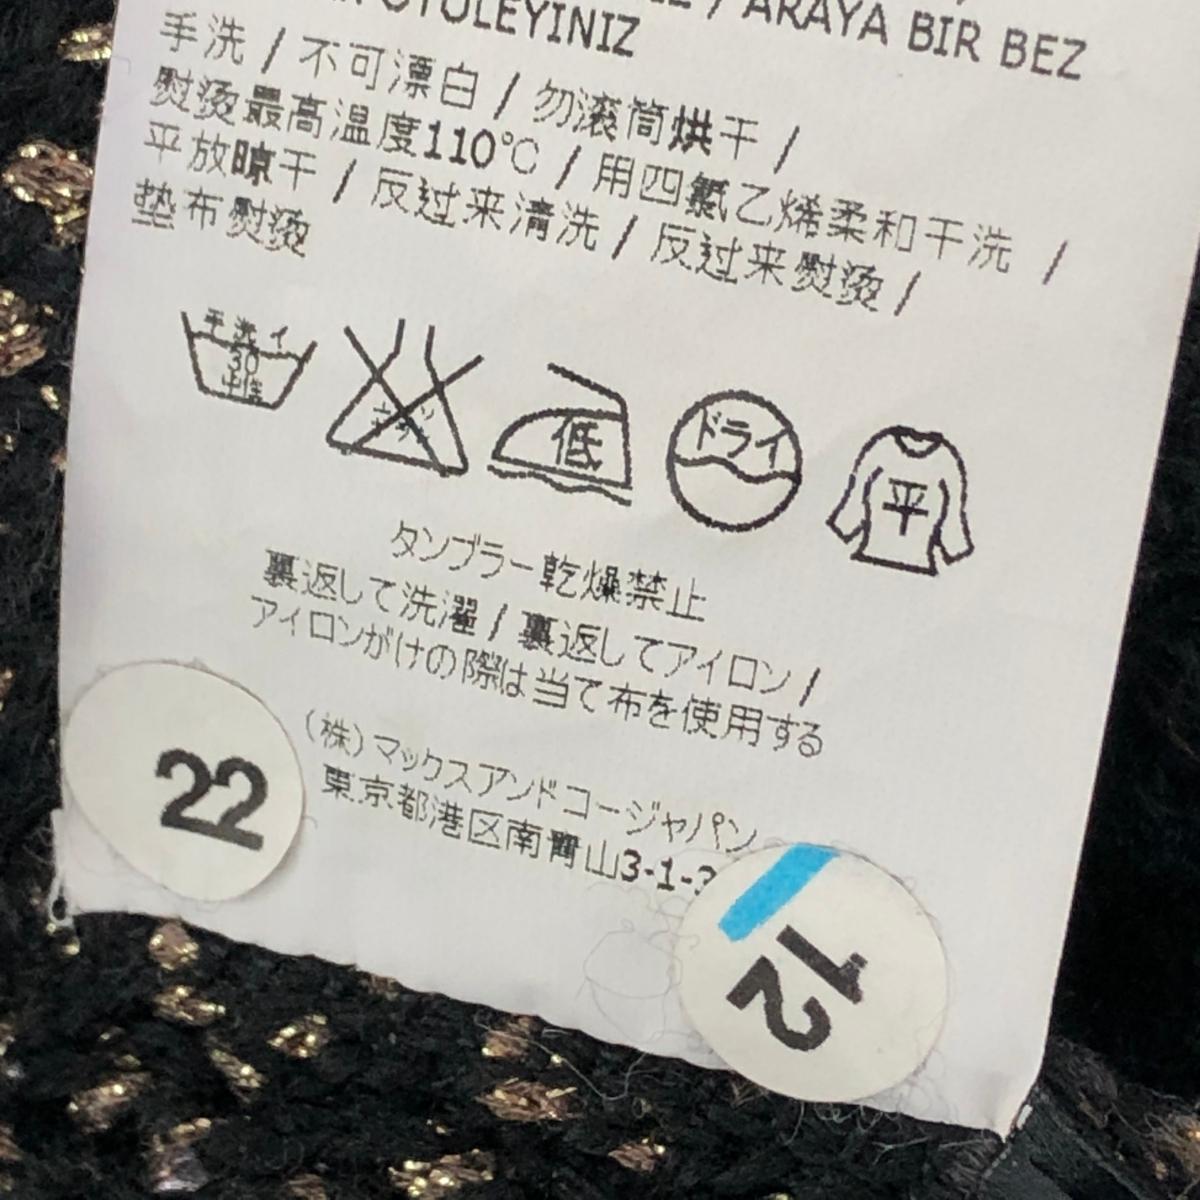 / ARAYA BIR BEZ
手洗 / 不可漂白 / 勿滚筒烘干 /
熨烫最高温度110℃ / 用四氯乙烯柔和干洗 /
平放晾干 / 反过来清洗 / 反过来熨烫 /
垫布熨烫
手洗イ
30
中性
低
ドライ
平
タンブラー乾燥禁止
裏返して洗濯 / 裏返してアイロン /
アイロンがけの際は当て布を使用する
(株)マックスアンドコージャパン
東京都港区南青山3-1-3
22
12